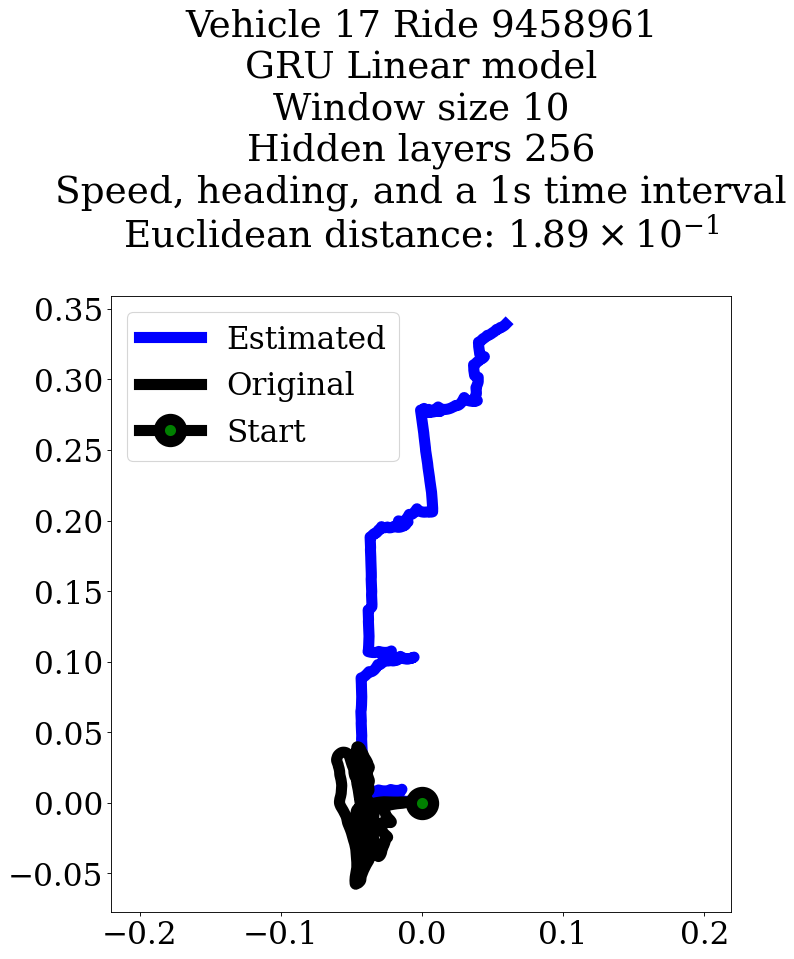 Vehicle 17 Ride 9458961
GRU Linear model
Window size 10
Hidden layers 256
Speed, heading, and a 1s time interval
Euclidean distance: 1.89 × 10⁻¹
0.35
0.30
0.25
0.20
0.15
0.10
0.05
0.00
−0.05
Estimated
Original
Start
−0.2
−0.1
0.0
0.1
0.2